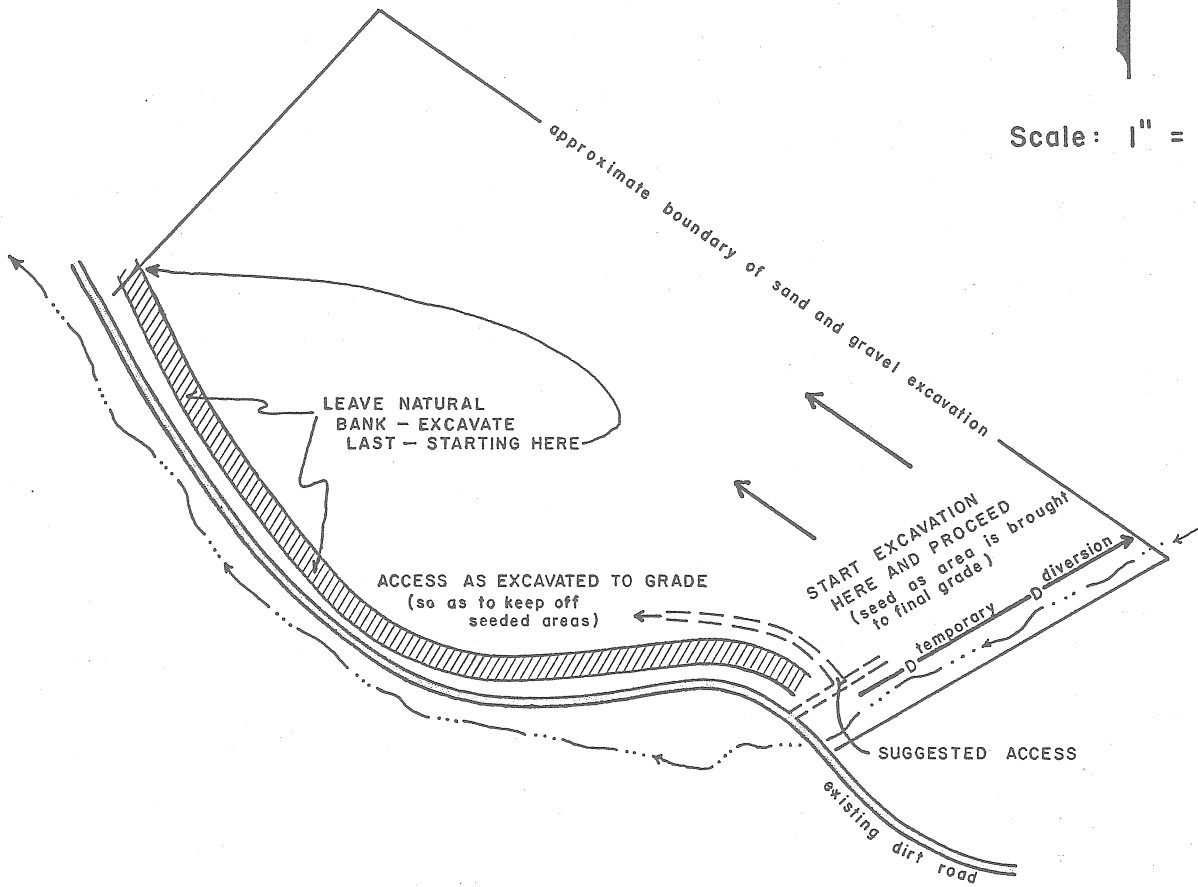 Scale: 1" =
approximate boundary of sand and gravel excavation
LEAVE NATURAL
BANK – EXCAVATE
LAST – STARTING HERE
START EXCAVATION
HERE AND PROCEED
(seed as area is brought
to final grade)
ACCESS AS EXCAVATED TO GRADE
(so as to keep off
seeded areas)
D temporary D diversion
SUGGESTED ACCESS
existing dirt road